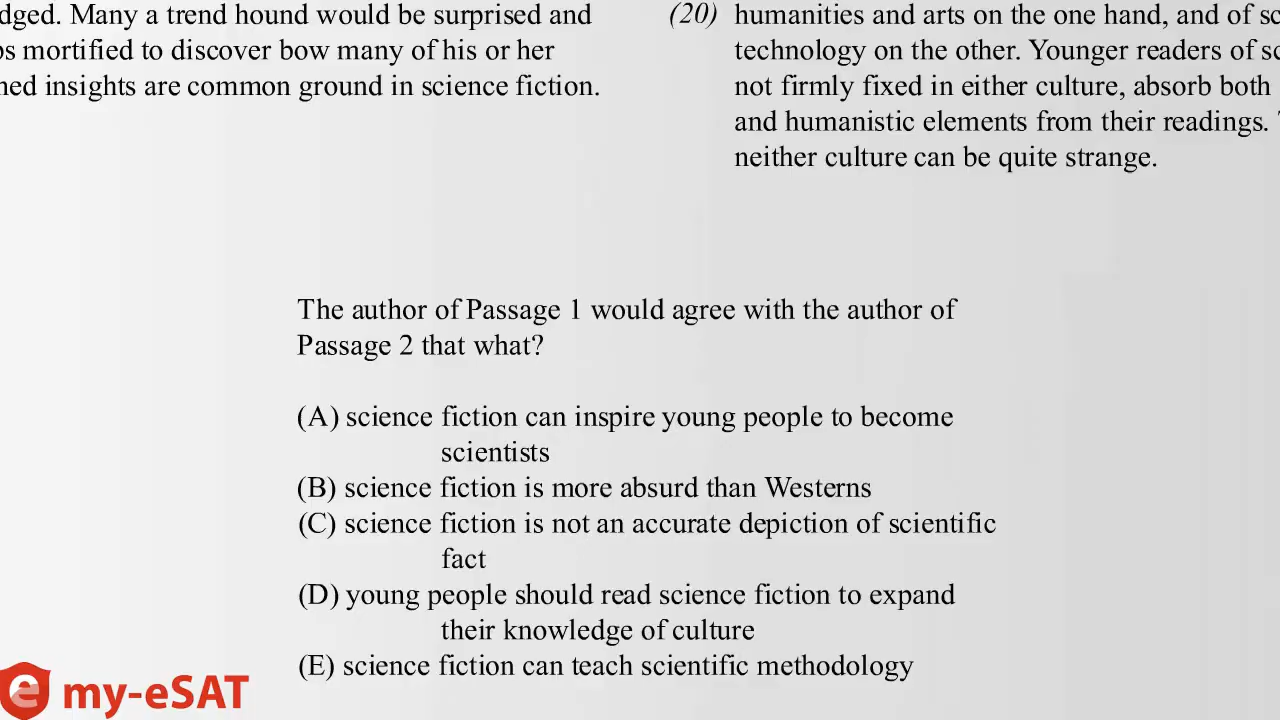 Many a trend hound would be surprised and
mortified to discover bow many of his or her
insights are common ground in science fiction.
(20) humanities and arts on the one hand, and of
technology on the other. Younger readers of
not firmly fixed in either culture, absorb both
and humanistic elements from their readings.
neither culture can be quite strange.
The author of Passage 1 would agree with the author of
Passage 2 that what?
(A) science fiction can inspire young people to become
scientists
(B) science fiction is more absurd than Westerns
(C) science fiction is not an accurate depiction of scientific
fact
(D) young people should read science fiction to expand
their knowledge of culture
(E) science fiction can teach scientific methodology
my-eSAT